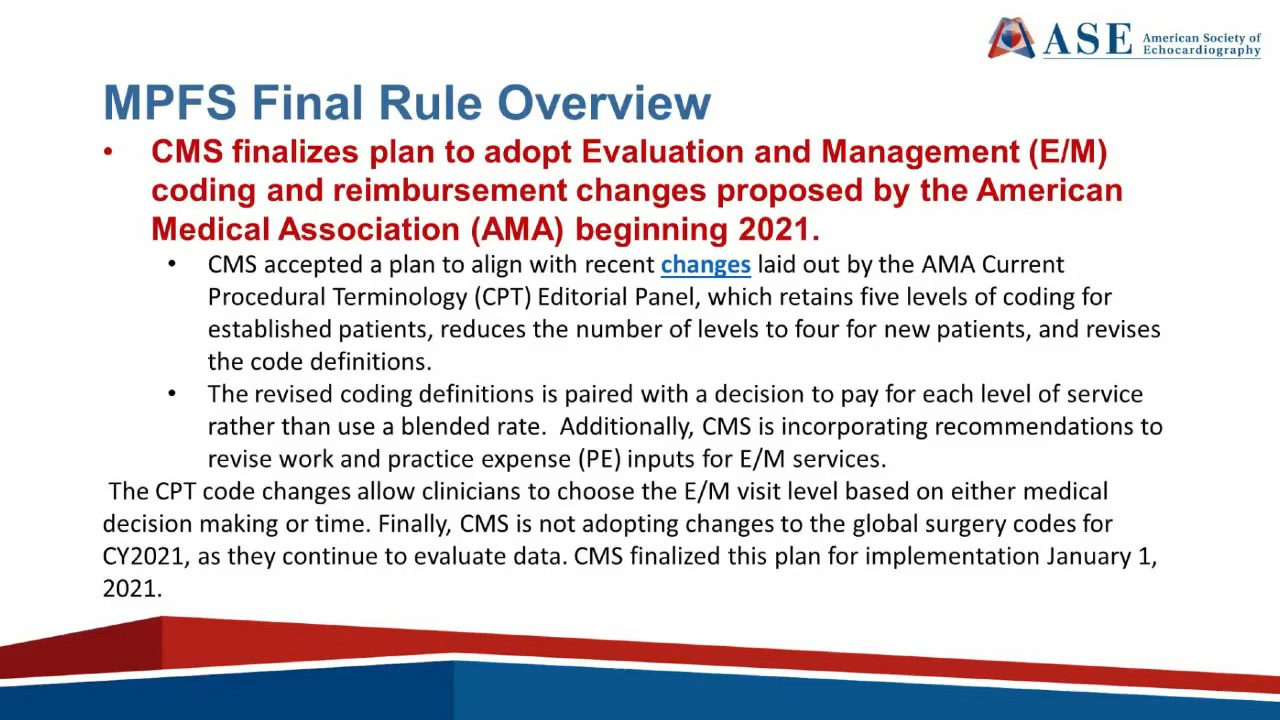 ASE American Society of
Echocardiography
MPFS Final Rule Overview
• CMS finalizes plan to adopt Evaluation and Management (E/M)
coding and reimbursement changes proposed by the American
Medical Association (AMA) beginning 2021.
• CMS accepted a plan to align with recent changes laid out by the AMA Current
Procedural Terminology (CPT) Editorial Panel, which retains five levels of coding for
established patients, reduces the number of levels to four for new patients, and revises
the code definitions.
• The revised coding definitions is paired with a decision to pay for each level of service
rather than use a blended rate.  Additionally, CMS is incorporating recommendations to
revise work and practice expense (PE) inputs for E/M services.
The CPT code changes allow clinicians to choose the E/M visit level based on either medical
decision making or time. Finally, CMS is not adopting changes to the global surgery codes for
CY2021, as they continue to evaluate data. CMS finalized this plan for implementation January 1,
2021.